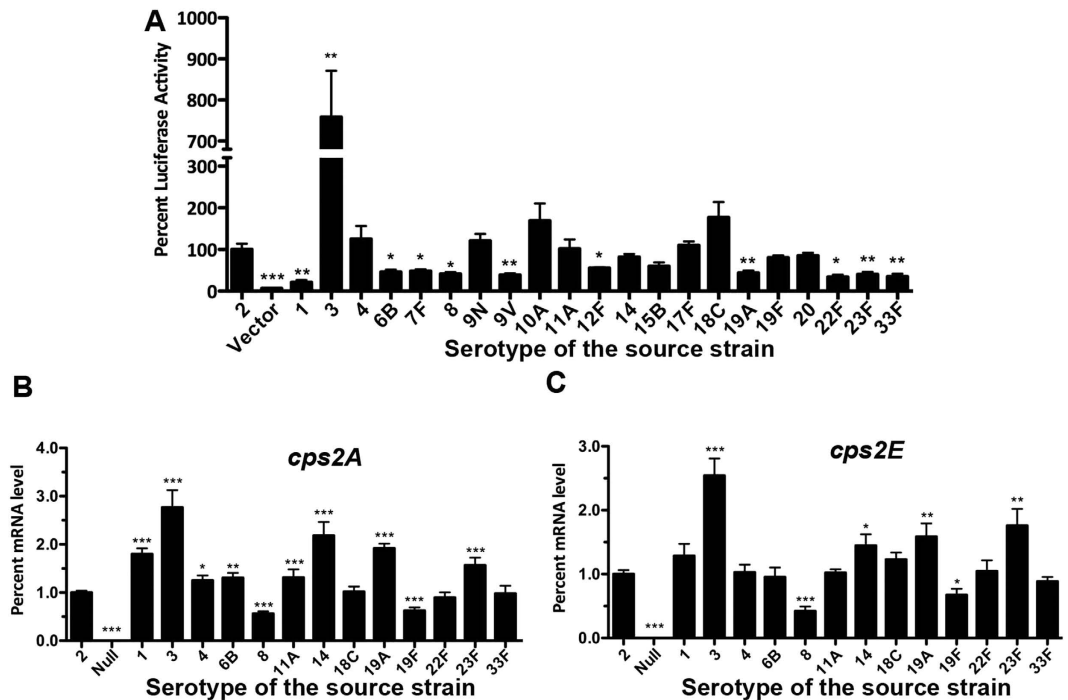 A
Percent Luciferase Activity
1000
900
800
700
300
200
100
0
**
***
**
*
*
*
**
*
**
*
**
**
2
Vector
1
3
4
6B
7F
8
9N
9V
10A
11A
12F
14
15B
17F
18C
19A
19F
20
22F
23F
33F
Serotype of the source strain
B
cps2A
Percent mRNA level
4.0
3.0
2.0
1.0
0.0
***
***
***
*
**
***
***
***
***
***
***
2
Null
1
3
4
6B
8
11A
14
18C
19A
19F
22F
23F
33F
Serotype of the source strain
C
cps2E
Percent mRNA level
3.0
2.0
1.0
0.0
***
***
***
*
**
*
**
2
Null
1
3
4
6B
8
11A
14
18C
19A
19F
22F
23F
33F
Serotype of the source strain